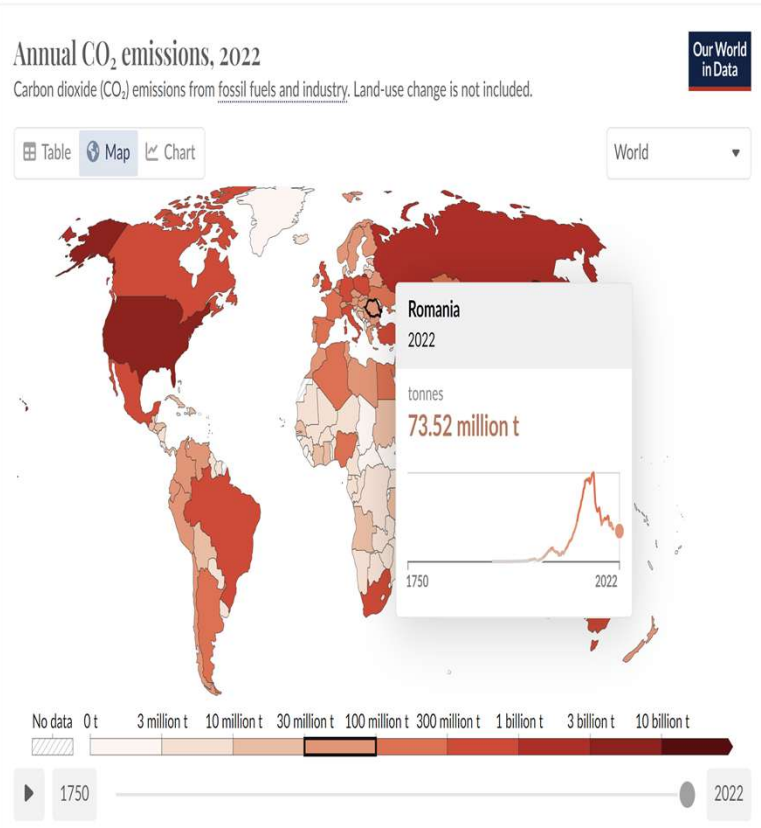 Annual CO₂ emissions, 2022
Carbon dioxide (CO₂) emissions from fossil fuels and industry. Land-use change is not included.
Our World
in Data
Table Map Chart
World
Romania
2022
tonnes
73.52 million t
1750 2022
No data 0 t 3 million t 10 million t 30 million t 100 million t 300 million t 1 billion t 3 billion t 10 billion t
1750 2022